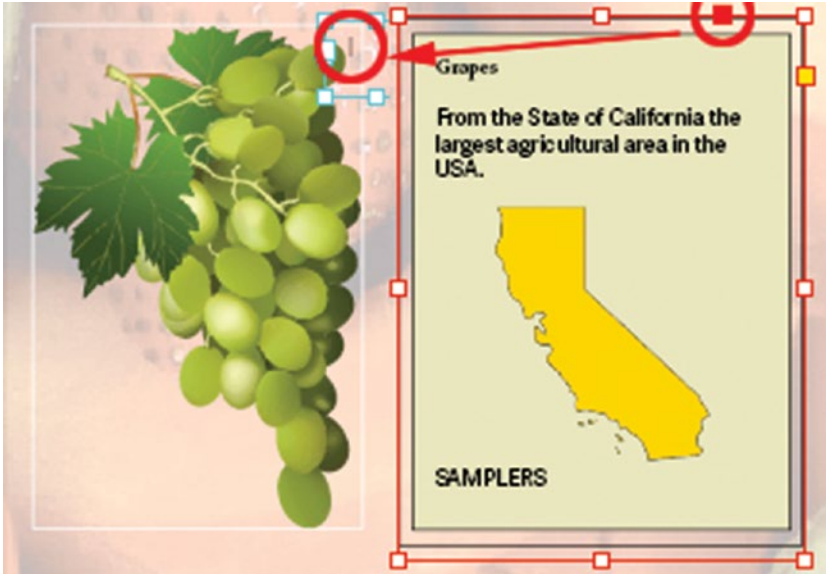 Grapes
From the State of California the
largest agricultural area in the
USA.
SAMPLERS